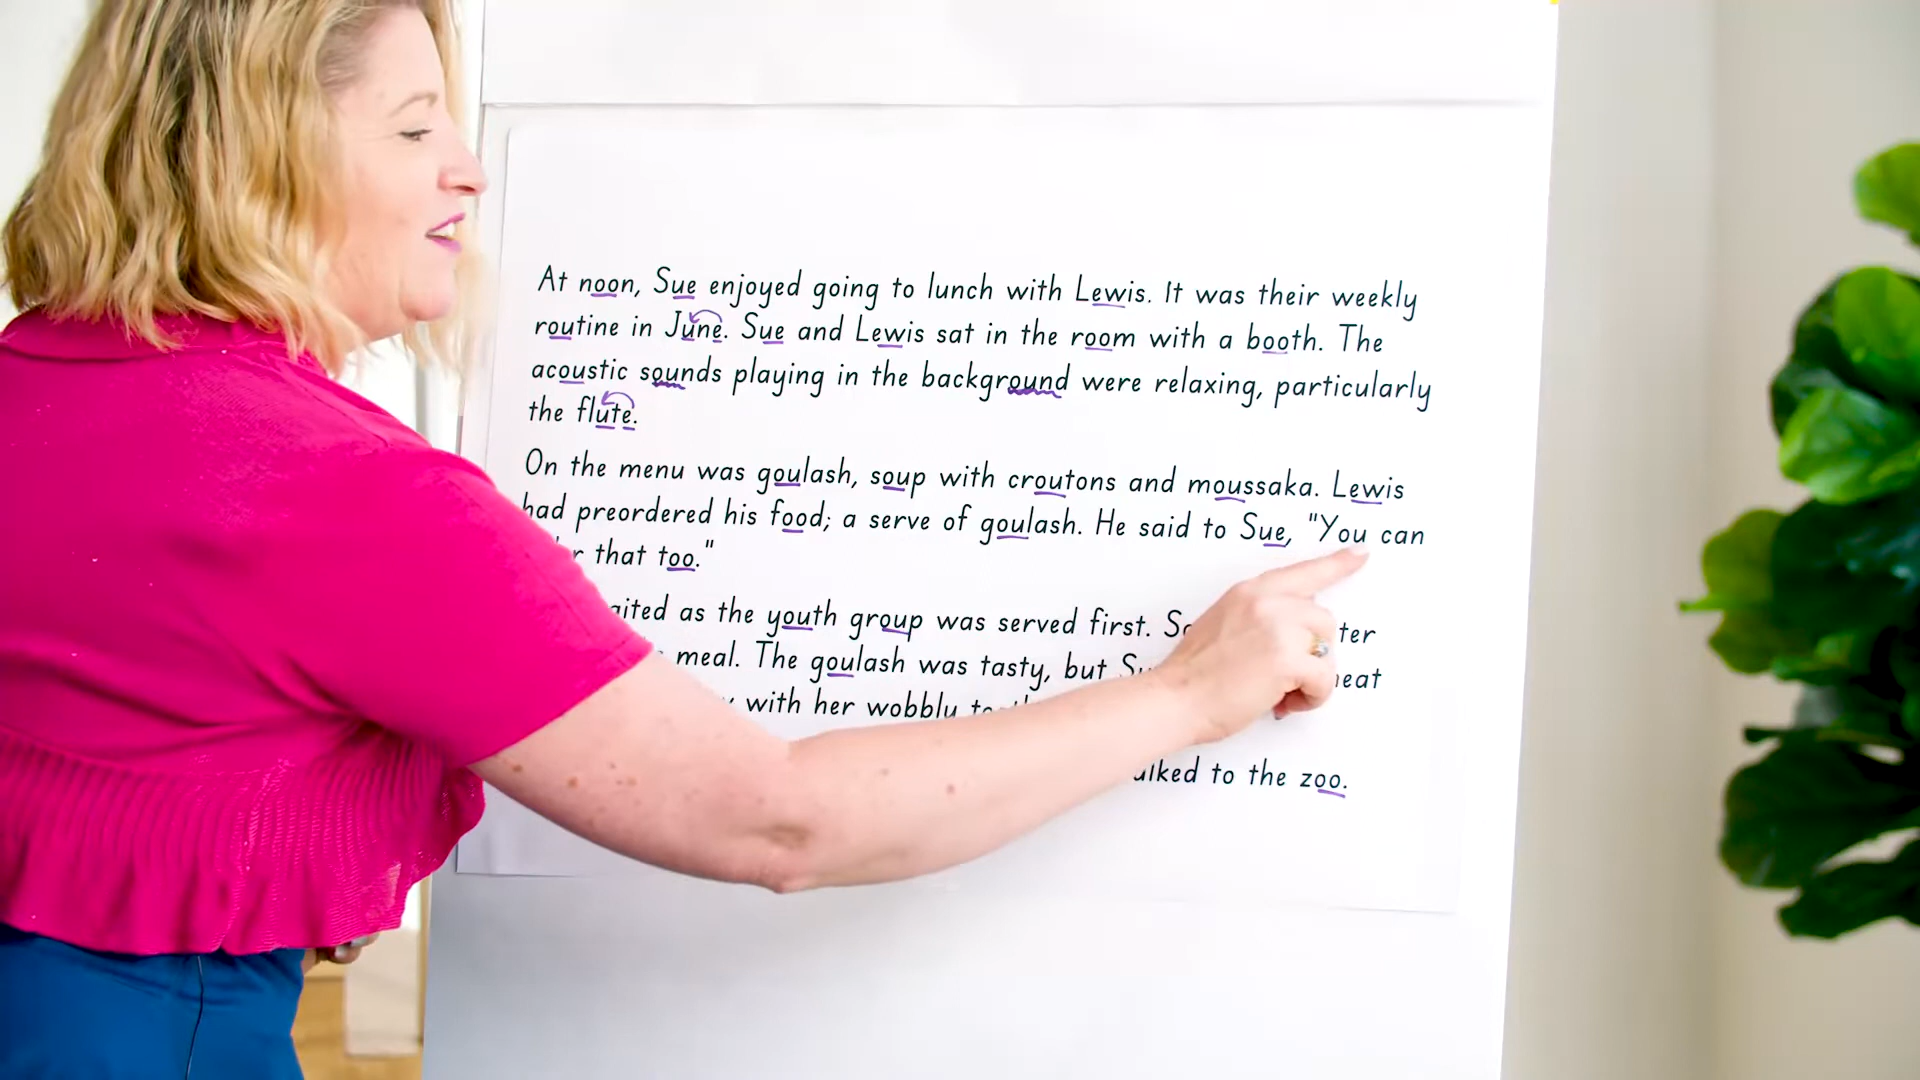 At noon, Sue enjoyed going to lunch with Lewis. It was their weekly
routine in June. Sue and Lewis sat in the room with a booth. The
acoustic sounds playing in the background were relaxing, particularly
the flute.
On the menu was goulash, soup with croutons and moussaka. Lewis
had preordered his food; a serve of goulash. He said to Sue, "You can
that too."
as the youth group was served first.
meal. The goulash was tasty, but
with her wobbly
to the zoo.